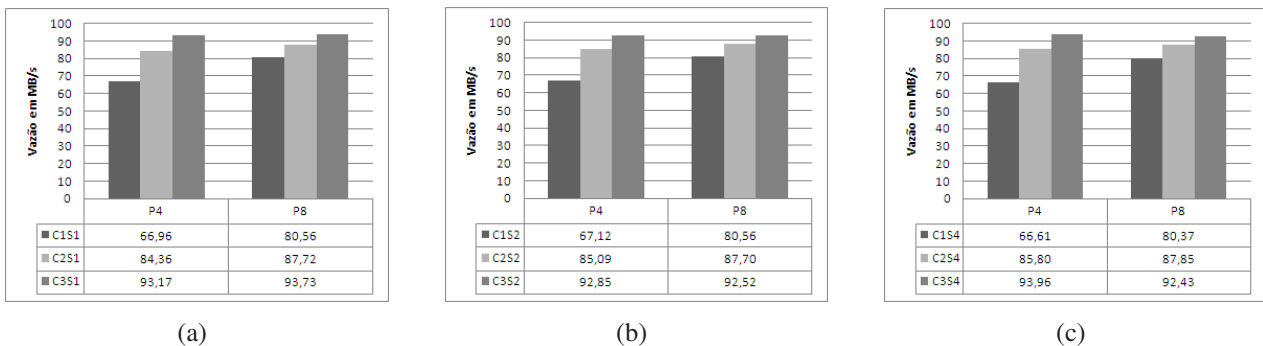 Vazão em MB/s
100
90
80
70
60
50
40
30
20
10
0
P4 P8
C1S1 66,96 80,56
C2S1 84,36 87,72
C3S1 93,17 93,73
(a)
Vazão em MB/s
100
90
80
70
60
50
40
30
20
10
0
P4 P8
C1S2 67,12 80,56
C2S2 85,09 87,70
C3S2 92,85 92,52
(b)
Vazão em MB/s
100
90
80
70
60
50
40
30
20
10
0
P4 P8
C1S4 66,61 80,37
C2S4 85,80 87,85
C3S4 93,96 92,43
(c)